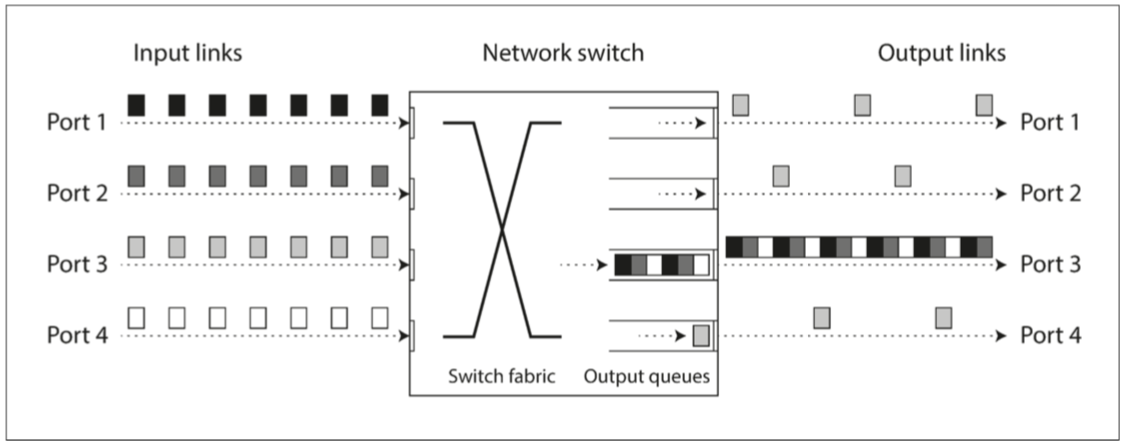 Input links
Network switch
Output links
Port 1
Port 1
Port 2
Port 2
Port 3
Port 3
Port 4
Port 4
Switch fabric
Output queues